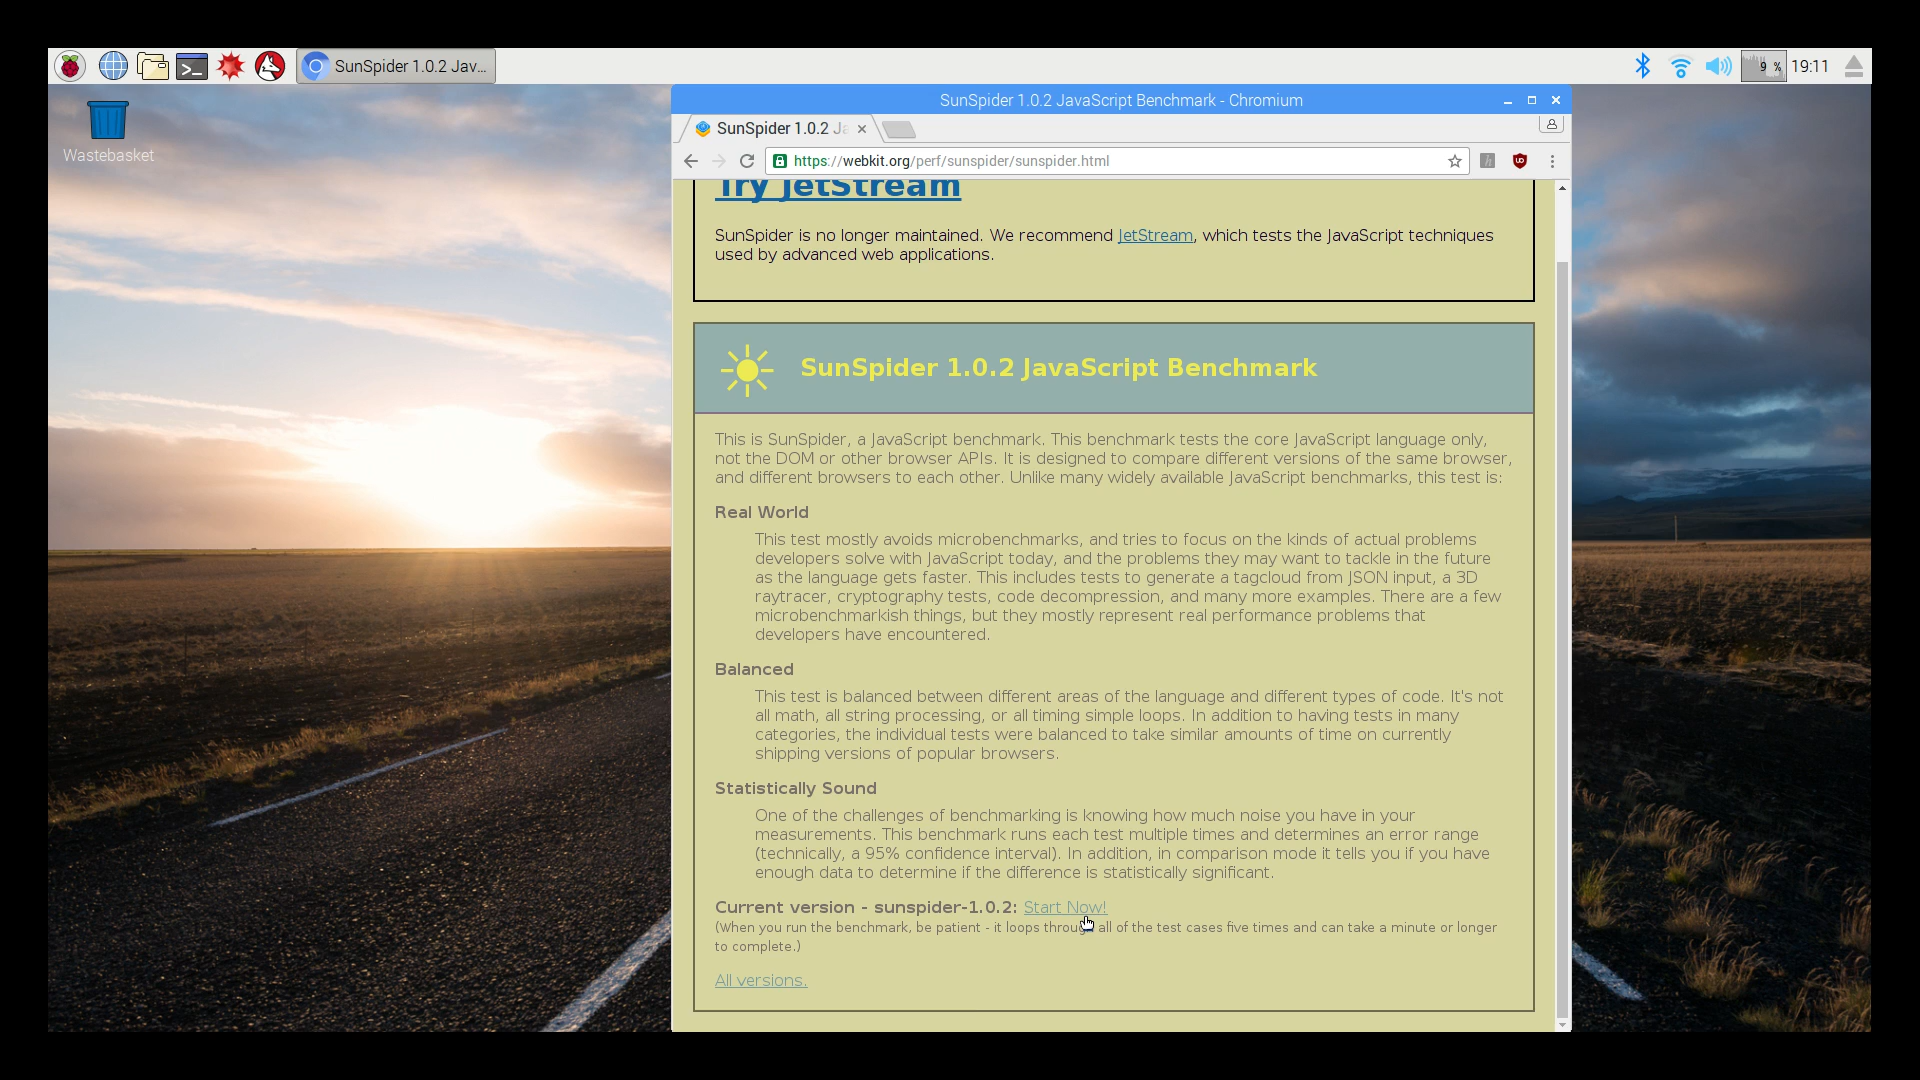 SunSpider 1.0.2 Jav...
9 %
19:11
Wastebasket
SunSpider 1.0.2 JavaScript Benchmark - Chromium
SunSpider 1.0.2 Ja
https://webkit.org/perf/sunspider/sunspider.html
Try JetStream
SunSpider is no longer maintained. We recommend JetStream, which tests the JavaScript techniques
used by advanced web applications.
SunSpider 1.0.2 JavaScript Benchmark
This is SunSpider, a JavaScript benchmark. This benchmark tests the core JavaScript language only,
not the DOM or other browser APIs. It is designed to compare different versions of the same browser,
and different browsers to each other. Unlike many widely available JavaScript benchmarks, this test is:
Real World
This test mostly avoids microbenchmarks, and tries to focus on the kinds of actual problems
developers solve with JavaScript today, and the problems they may want to tackle in the future
as the language gets faster. This includes tests to generate a tagcloud from JSON input, a 3D
raytracer, cryptography tests, code decompression, and many more examples. There are a few
microbenchmarkish things, but they mostly represent real performance problems that
developers have encountered.
Balanced
This test is balanced between different areas of the language and different types of code. It's not
all math, all string processing, or all timing simple loops. In addition to having tests in many
categories, the individual tests were balanced to take similar amounts of time on currently
shipping versions of popular browsers.
Statistically Sound
One of the challenges of benchmarking is knowing how much noise you have in your
measurements. This benchmark runs each test multiple times and determines an error range
(technically, a 95% confidence interval). In addition, in comparison mode it tells you if you have
enough data to determine if the difference is statistically significant.
Current version - sunspider-1.0.2: Start Now!
(When you run the benchmark, be patient - it loops through all of the test cases five times and can take a minute or longer
to complete.)
All versions.